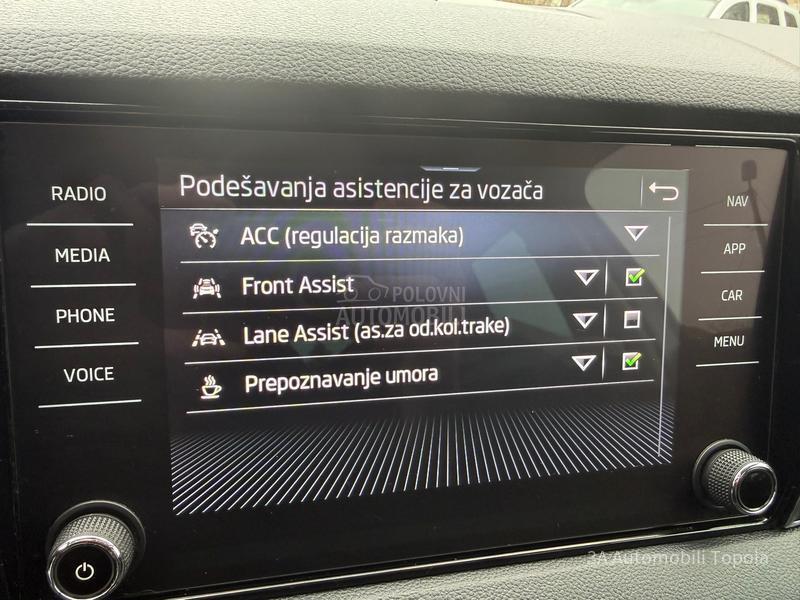 Podešavanja asistencije za vozača
RADIO
MEDIA
PHONE
VOICE
ACC (regulacija razmaka)
Front Assist
Lane Assist (as.za od.kol.trake)
Prepoznavanje umora
NAV
APP
CAR
MENU
POLOVNI
AUTOMOBILI
3A Automobili Topola